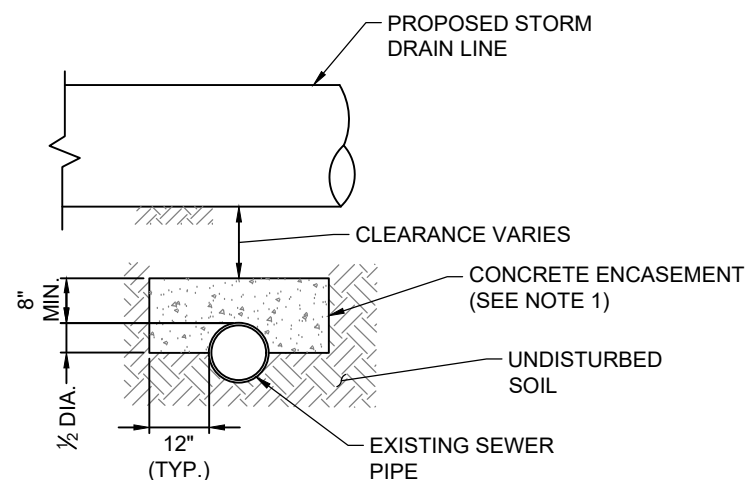 PROPOSED STORM
DRAIN LINE
CLEARANCE VARIES
CONCRETE ENCASEMENT
(SEE NOTE 1)
8"
MIN.
½ DIA.
UNDISTURBED
SOIL
12"
(TYP.)
EXISTING SEWER
PIPE